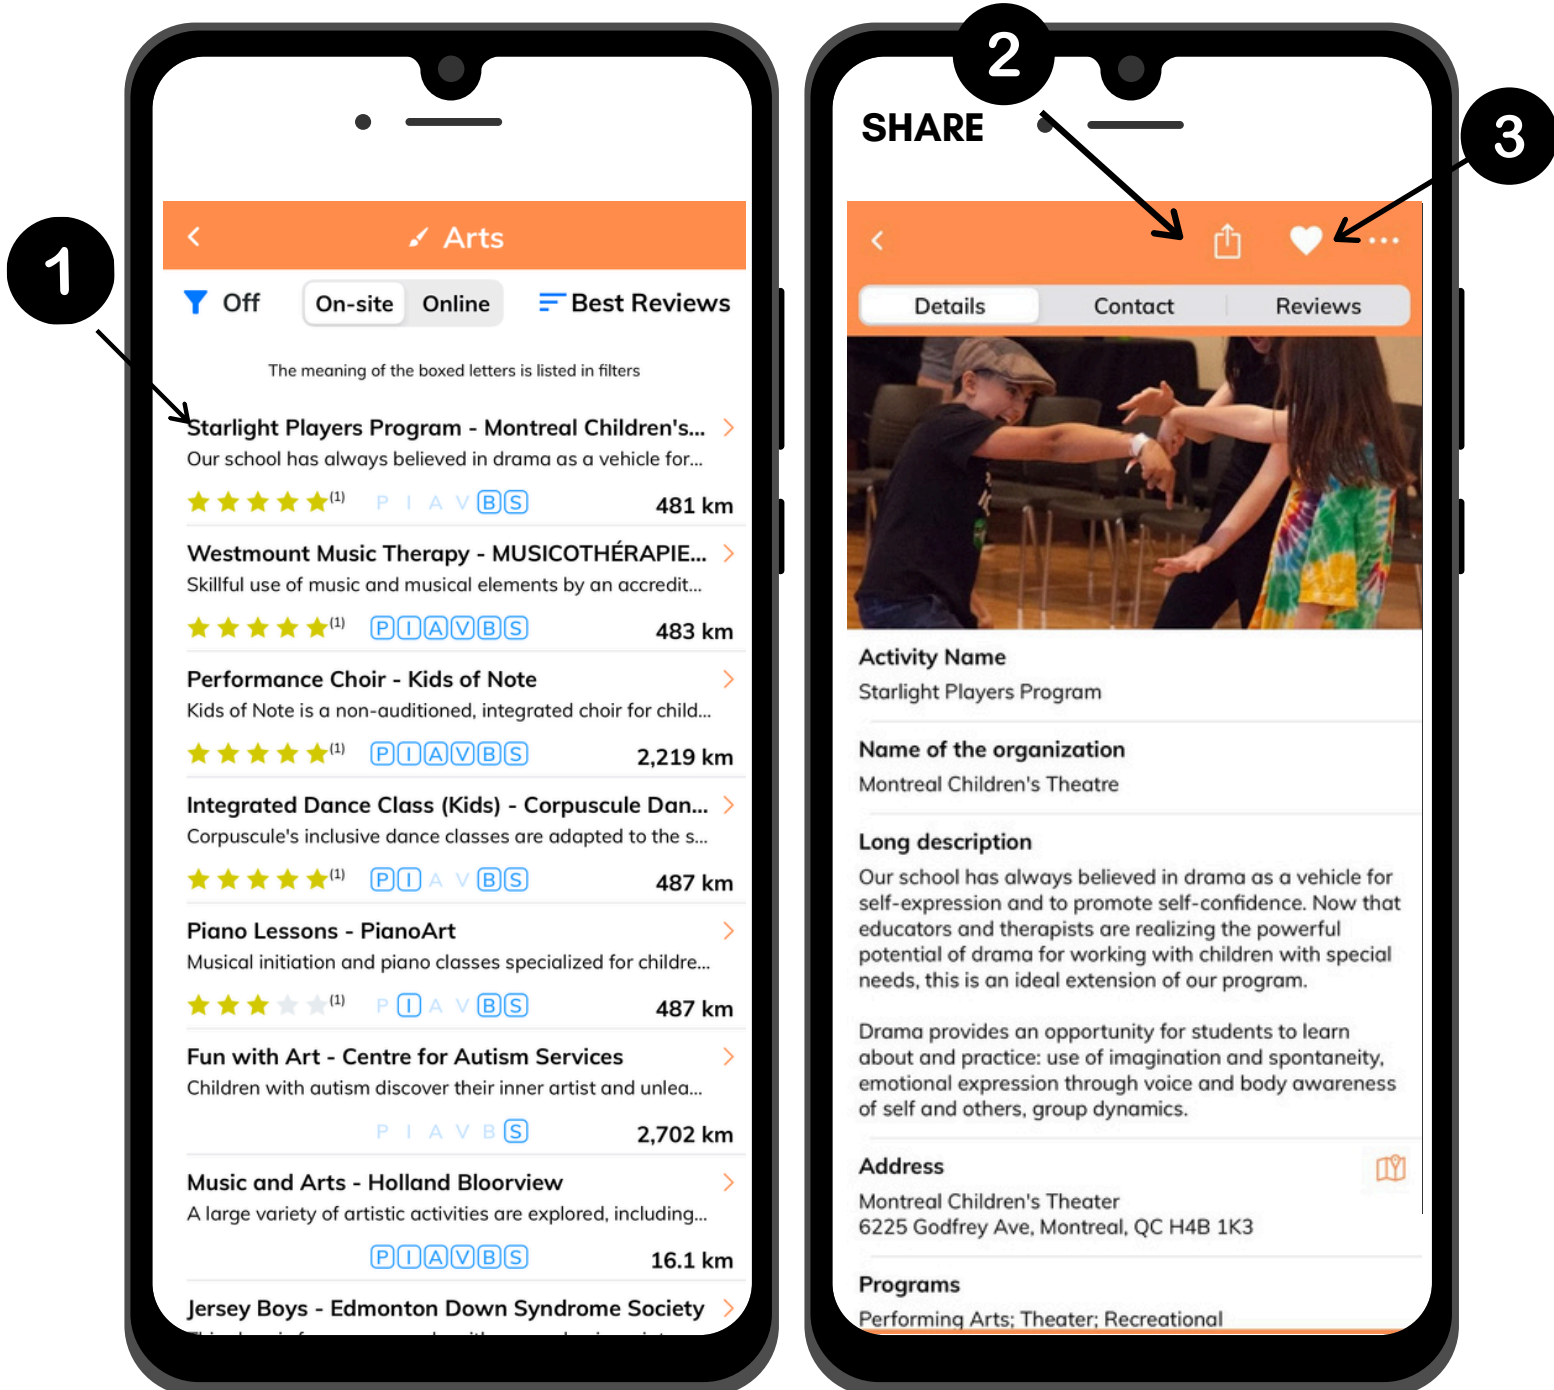 1
Arts
Off
On-site
Online
Best Reviews
The meaning of the boxed letters is listed in filters
Starlight Players Program - Montreal Children's...
Our school has always believed in drama as a vehicle for...
(1) P I A V B S 481 km
Westmount Music Therapy - MUSICOTHÉRAPIE...
Skillful use of music and musical elements by an accredit...
(1) P I A V B S 483 km
Performance Choir - Kids of Note
Kids of Note is a non-auditioned, integrated choir for child...
(1) P I A V B S 2,219 km
Integrated Dance Class (Kids) - Corpuscule Dan...
Corpuscule's inclusive dance classes are adapted to the s...
(1) P I A V B S 487 km
Piano Lessons - PianoArt
Musical initiation and piano classes specialized for childre...
(1) P I A V B S 487 km
Fun with Art - Centre for Autism Services
Children with autism discover their inner artist and unlea...
P I A V B S 2,702 km
Music and Arts - Holland Bloorview
A large variety of artistic activities are explored, including...
P I A V B S 16.1 km
Jersey Boys - Edmonton Down Syndrome Society
2
3
SHARE
Details
Contact
Reviews
Activity Name
Starlight Players Program
Name of the organization
Montreal Children's Theatre
Long description
Our school has always believed in drama as a vehicle for
self-expression and to promote self-confidence. Now that
educators and therapists are realizing the powerful
potential of drama for working with children with special
needs, this is an ideal extension of our program.
Drama provides an opportunity for students to learn
about and practice: use of imagination and spontaneity,
emotional expression through voice and body awareness
of self and others, group dynamics.
Address
Montreal Children's Theater
6225 Godfrey Ave, Montreal, QC H4B 1K3
Programs
Performing Arts; Theater; Recreational